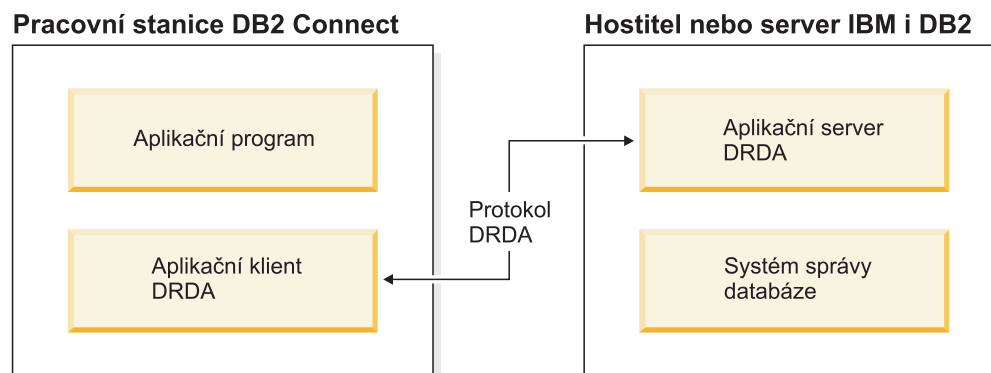 Pracovní stanice DB2 Connect
Aplikační program
Aplikační klient
DRDA
Protokol
DRDA
Hostitel nebo server IBM i DB2
Aplikační server
DRDA
Systém správy
databáze